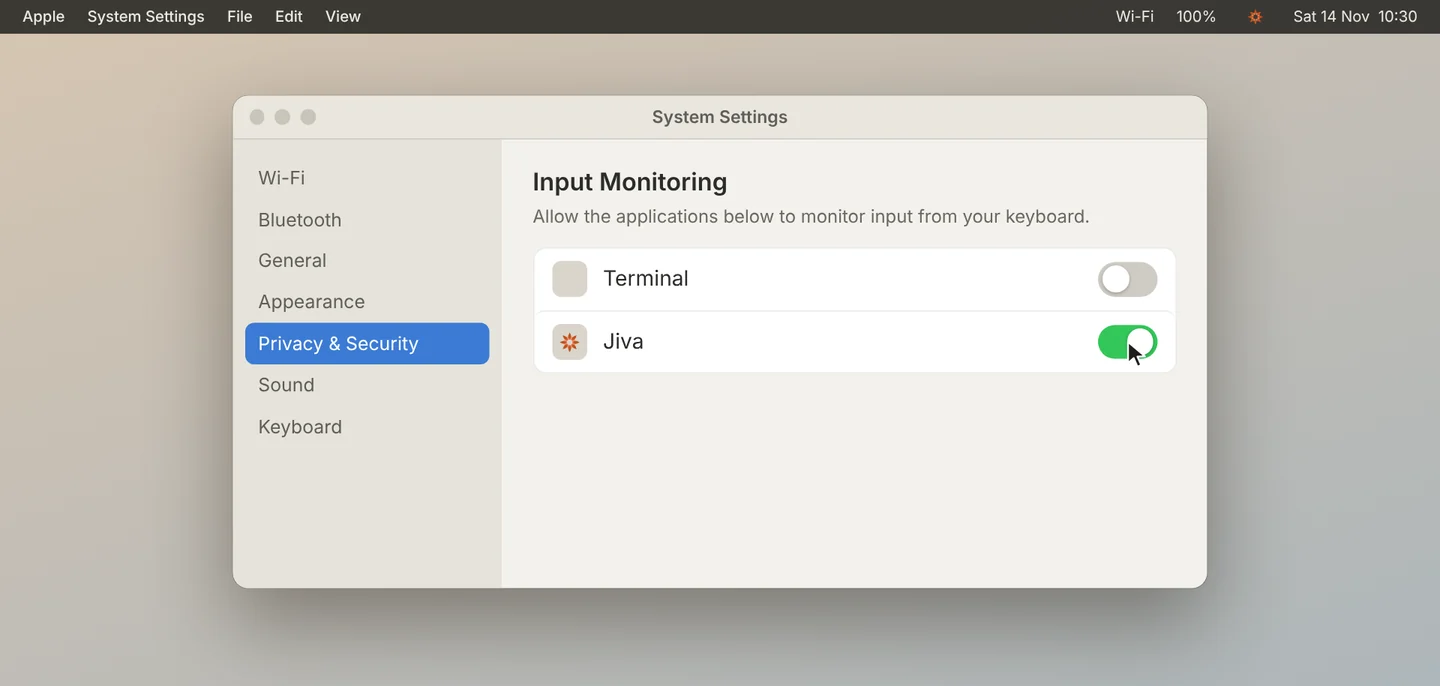 Apple System Settings File Edit View Wi-Fi 100% Sat 14 Nov 10:30
System Settings
Wi-Fi
Bluetooth
General
Appearance
Privacy & Security
Sound
Keyboard
Input Monitoring
Allow the applications below to monitor input from your keyboard.
Terminal
Jiva